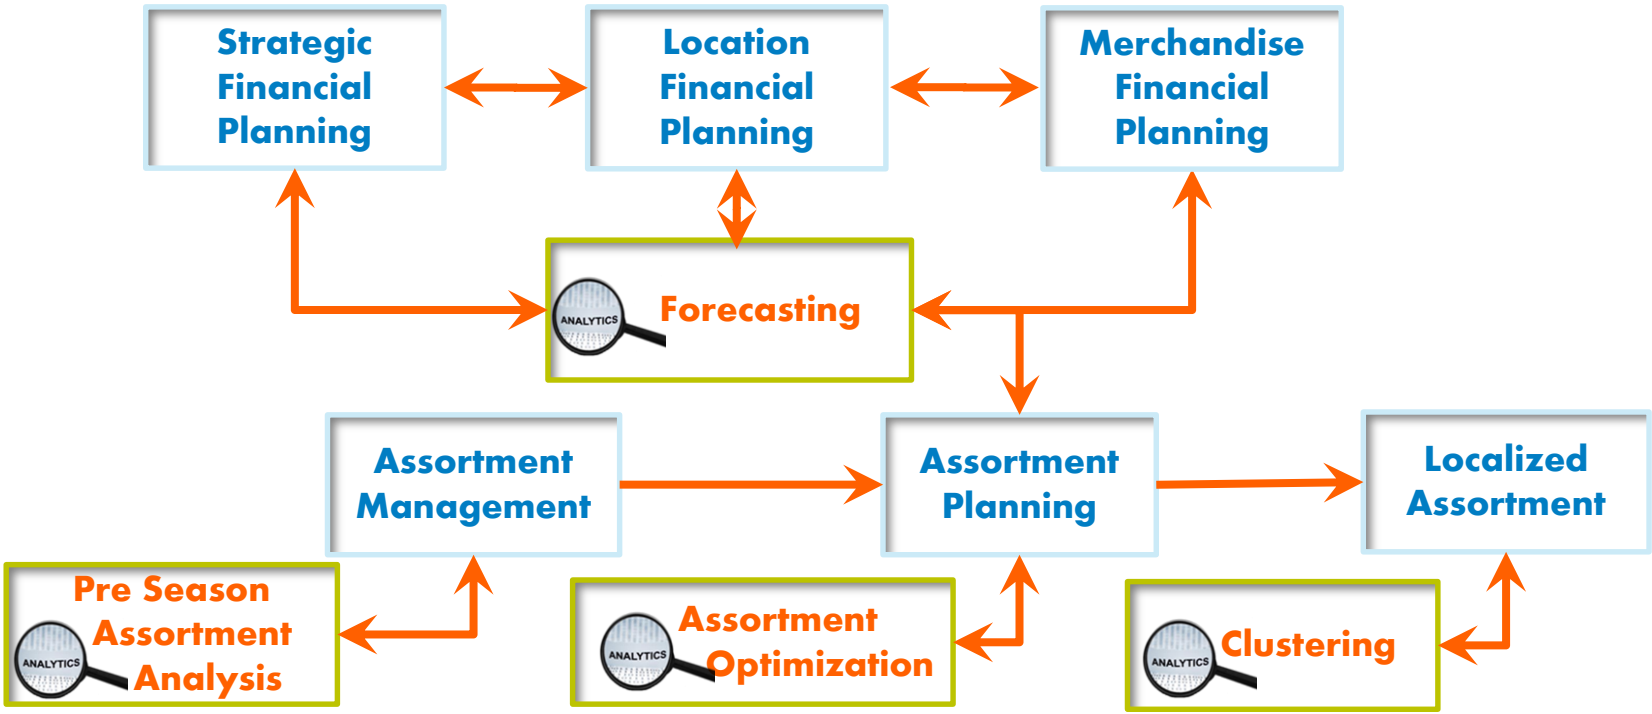 Strategic
Financial
Planning
Location
Financial
Planning
Merchandise
Financial
Planning
ANALYTICS
Forecasting
Assortment
Management
Assortment
Planning
Localized
Assortment
Pre Season
Assortment
Analysis
ANALYTICS
Assortment
Optimization
ANALYTICS
Clustering
ANALYTICS